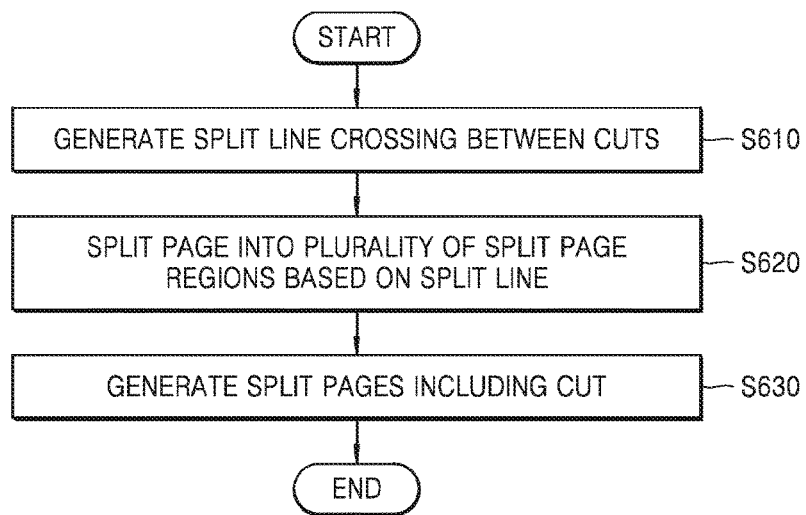 START
GENERATE SPLIT LINE CROSSING BETWEEN CUTS
S610
SPLIT PAGE INTO PLURALITY OF SPLIT PAGE
REGIONS BASED ON SPLIT LINE
S620
GENERATE SPLIT PAGES INCLUDING CUT
S630
END